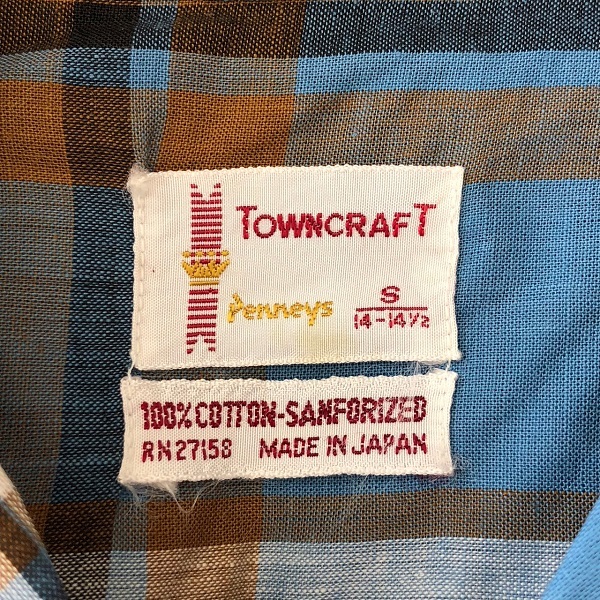 TOWNCRAFT
Penneys
S
14-14½
100% COTTON-SANFORIZED
RN 27158 MADE IN JAPAN